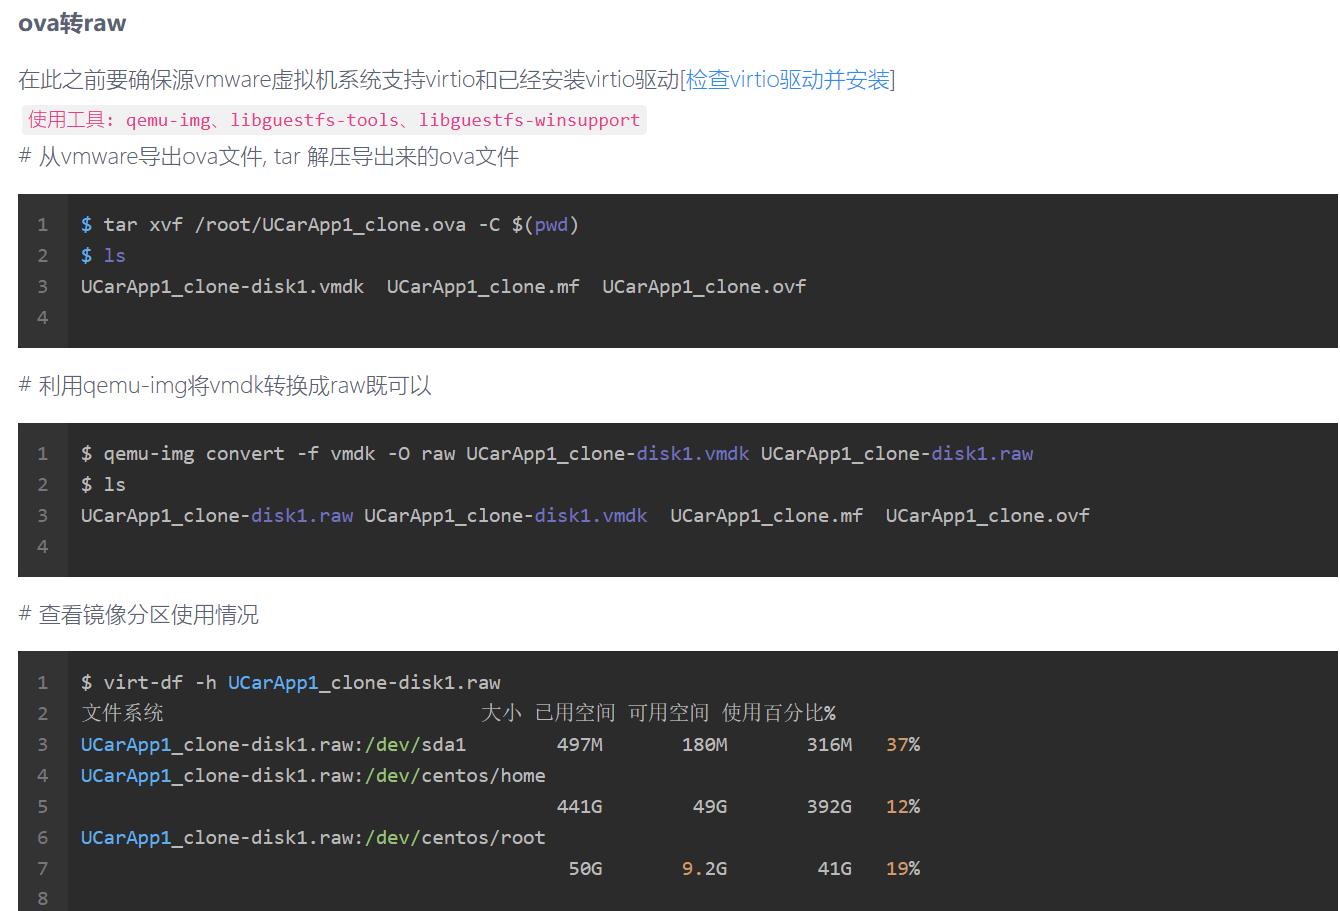 ova转raw
在此之前要确保源vmware虚拟机系统支持virtio和已经安装virtio驱动[检查virtio驱动并安装]
使用工具: qemu-img、libguestfs-tools、libguestfs-winsupport
# 从vmware导出ova文件, tar 解压导出来的ova文件
1 $ tar xvf /root/UCarApp1_clone.ova -C $(pwd)
2 $ ls
3 UCarApp1_clone-disk1.vmdk  UCarApp1_clone.mf  UCarApp1_clone.ovf
4
# 利用qemu-img将vmdk转换成raw既可以
1 $ qemu-img convert -f vmdk -O raw UCarApp1_clone-disk1.vmdk UCarApp1_clone-disk1.raw
2 $ ls
3 UCarApp1_clone-disk1.raw UCarApp1_clone-disk1.vmdk  UCarApp1_clone.mf  UCarApp1_clone.ovf
4
# 查看镜像分区使用情况
1 $ virt-df -h UCarApp1_clone-disk1.raw
2 文件系统 大小 已用空间 可用空间 使用百分比%
3 UCarApp1_clone-disk1.raw:/dev/sda1 497M 180M 316M 37%
4 UCarApp1_clone-disk1.raw:/dev/centos/home
5 441G 49G 392G 12%
6 UCarApp1_clone-disk1.raw:/dev/centos/root
7 50G 9.2G 41G 19%
8